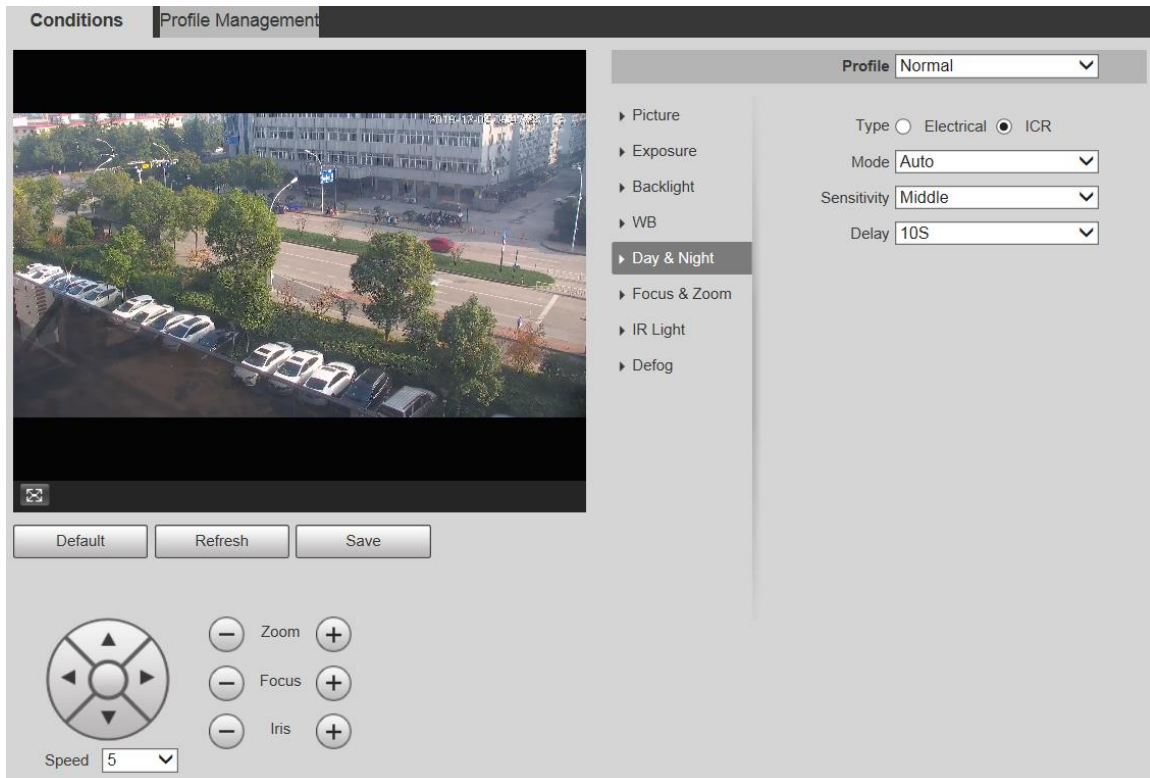 Conditions
Profile Management
Profile Normal
Picture
Exposure
Backlight
WB
Day & Night
Focus & Zoom
IR Light
Defog
Type Electrical ICR
Mode Auto
Sensitivity Middle
Delay 10S
Default Refresh Save
Zoom
Focus
Iris
Speed 5